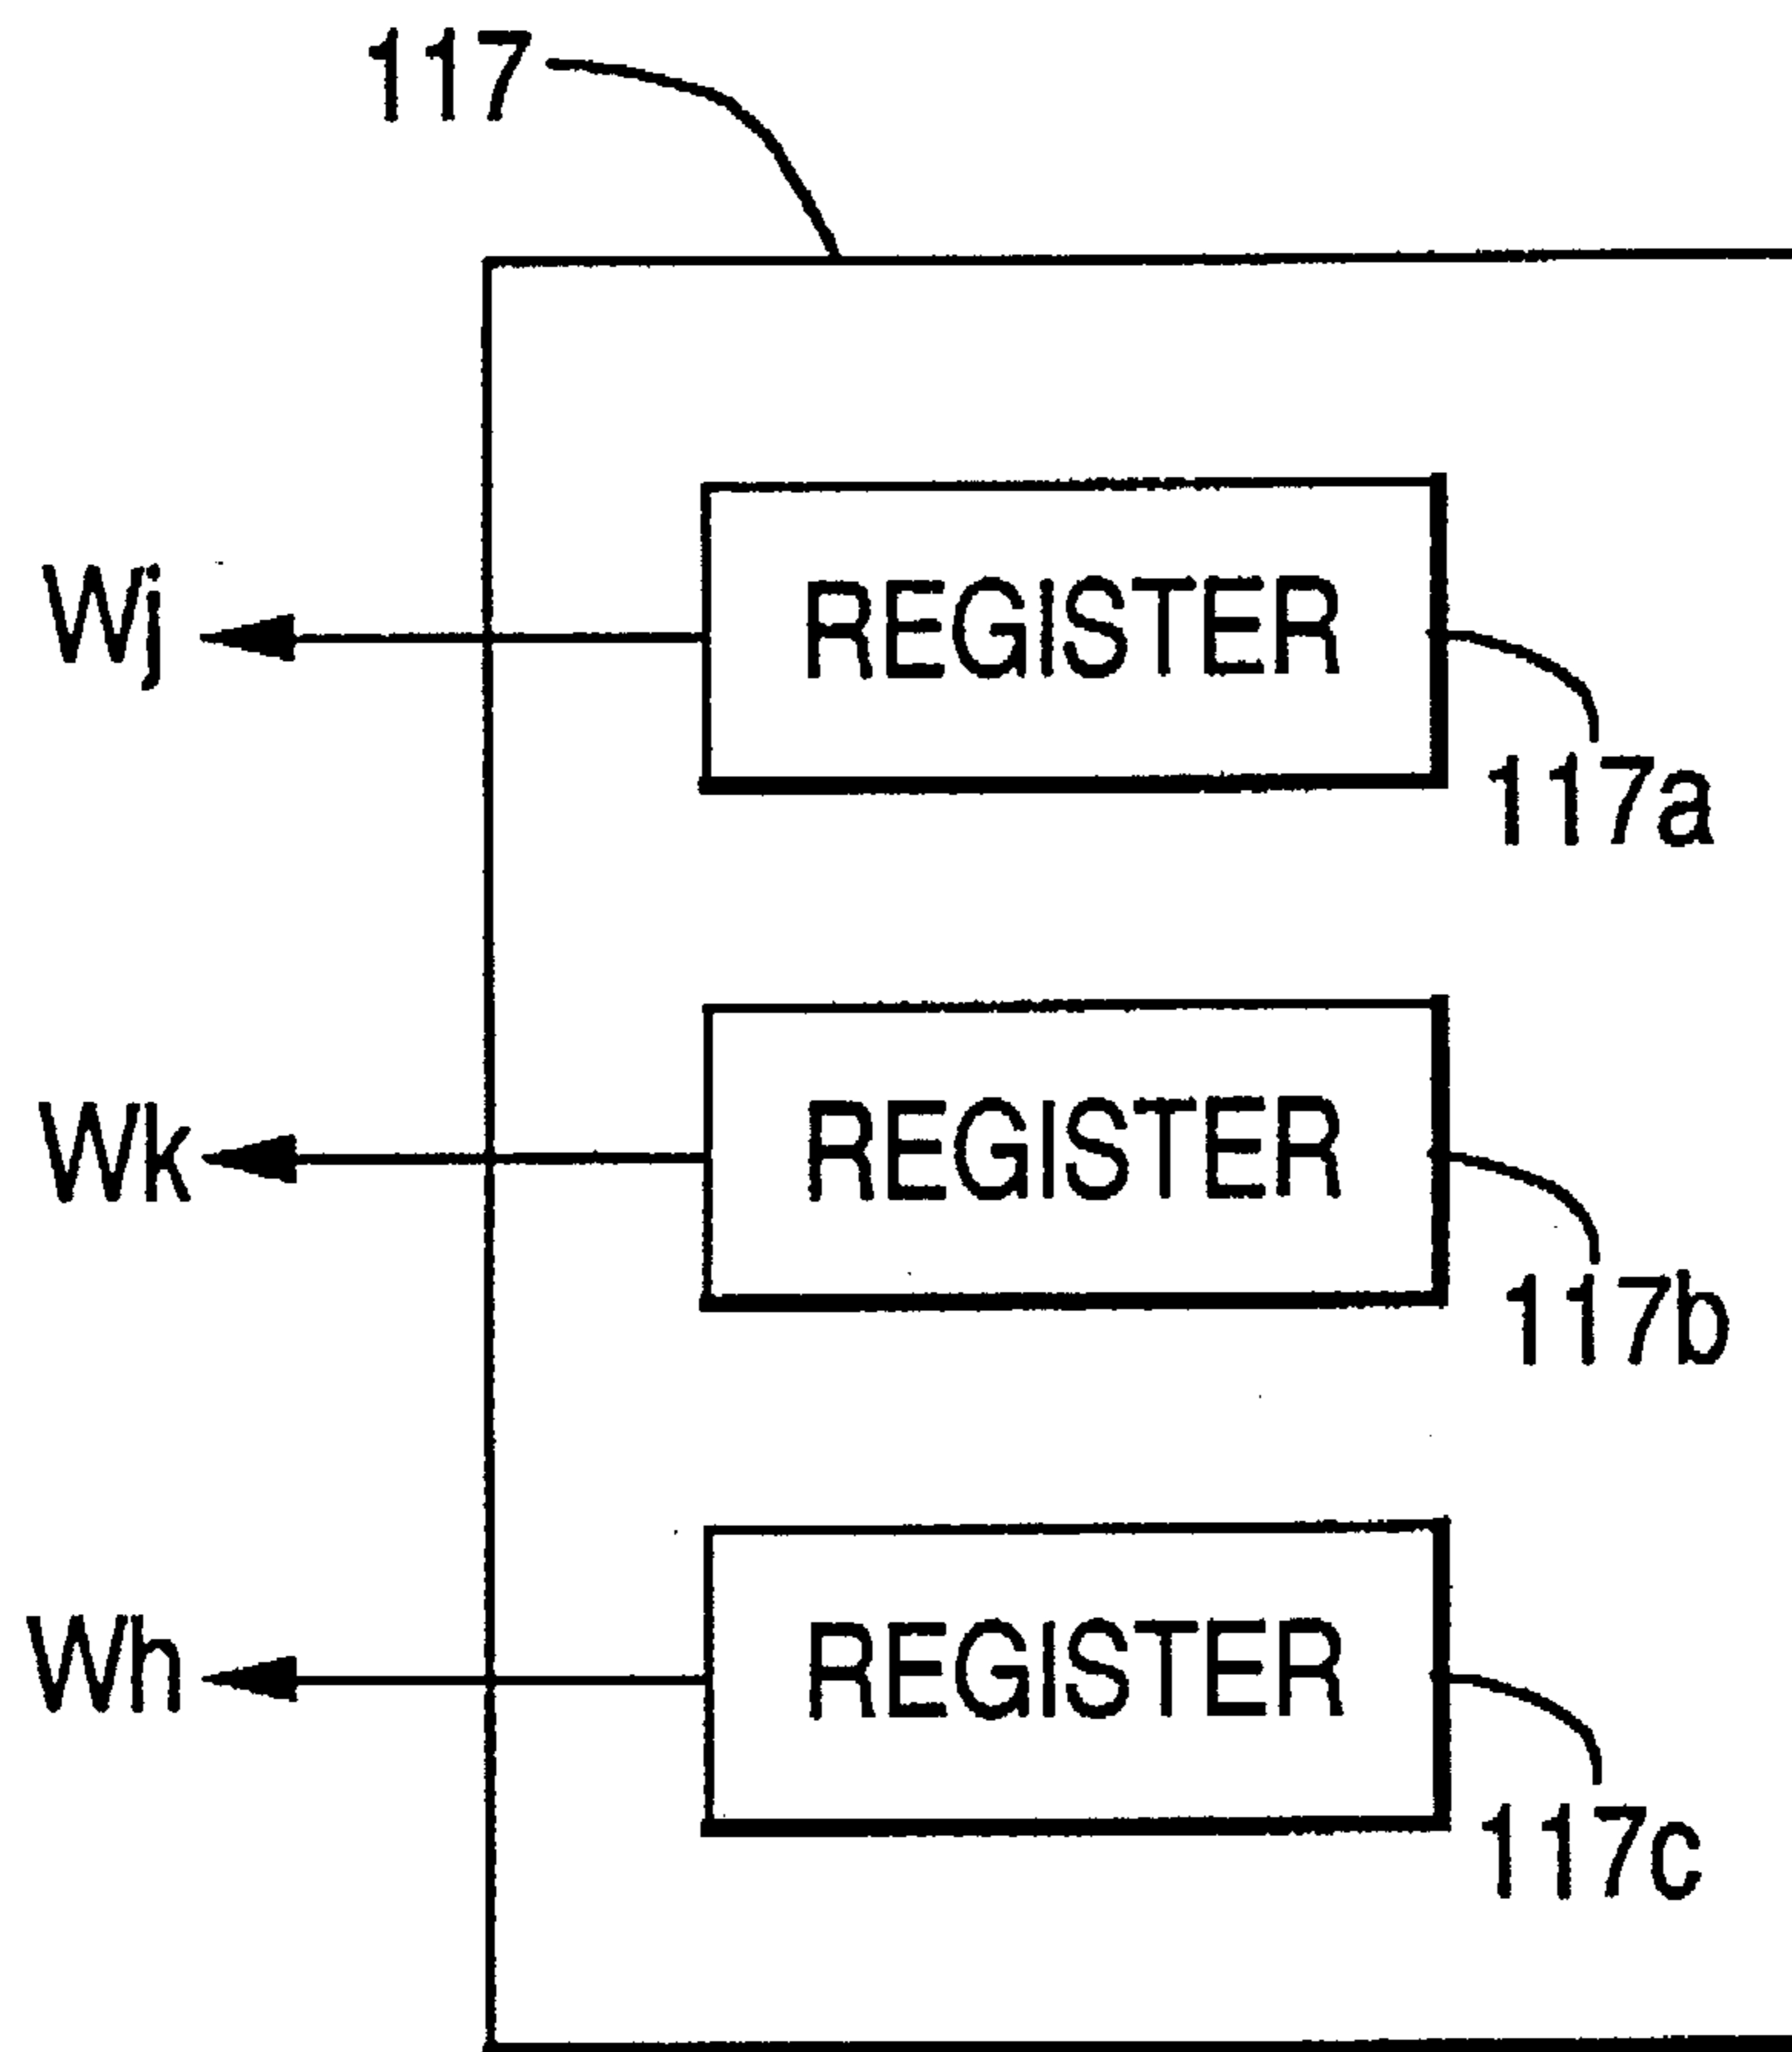 117
Wj
REGISTER
117a
Wk
REGISTER
117b
Wh
REGISTER
117c